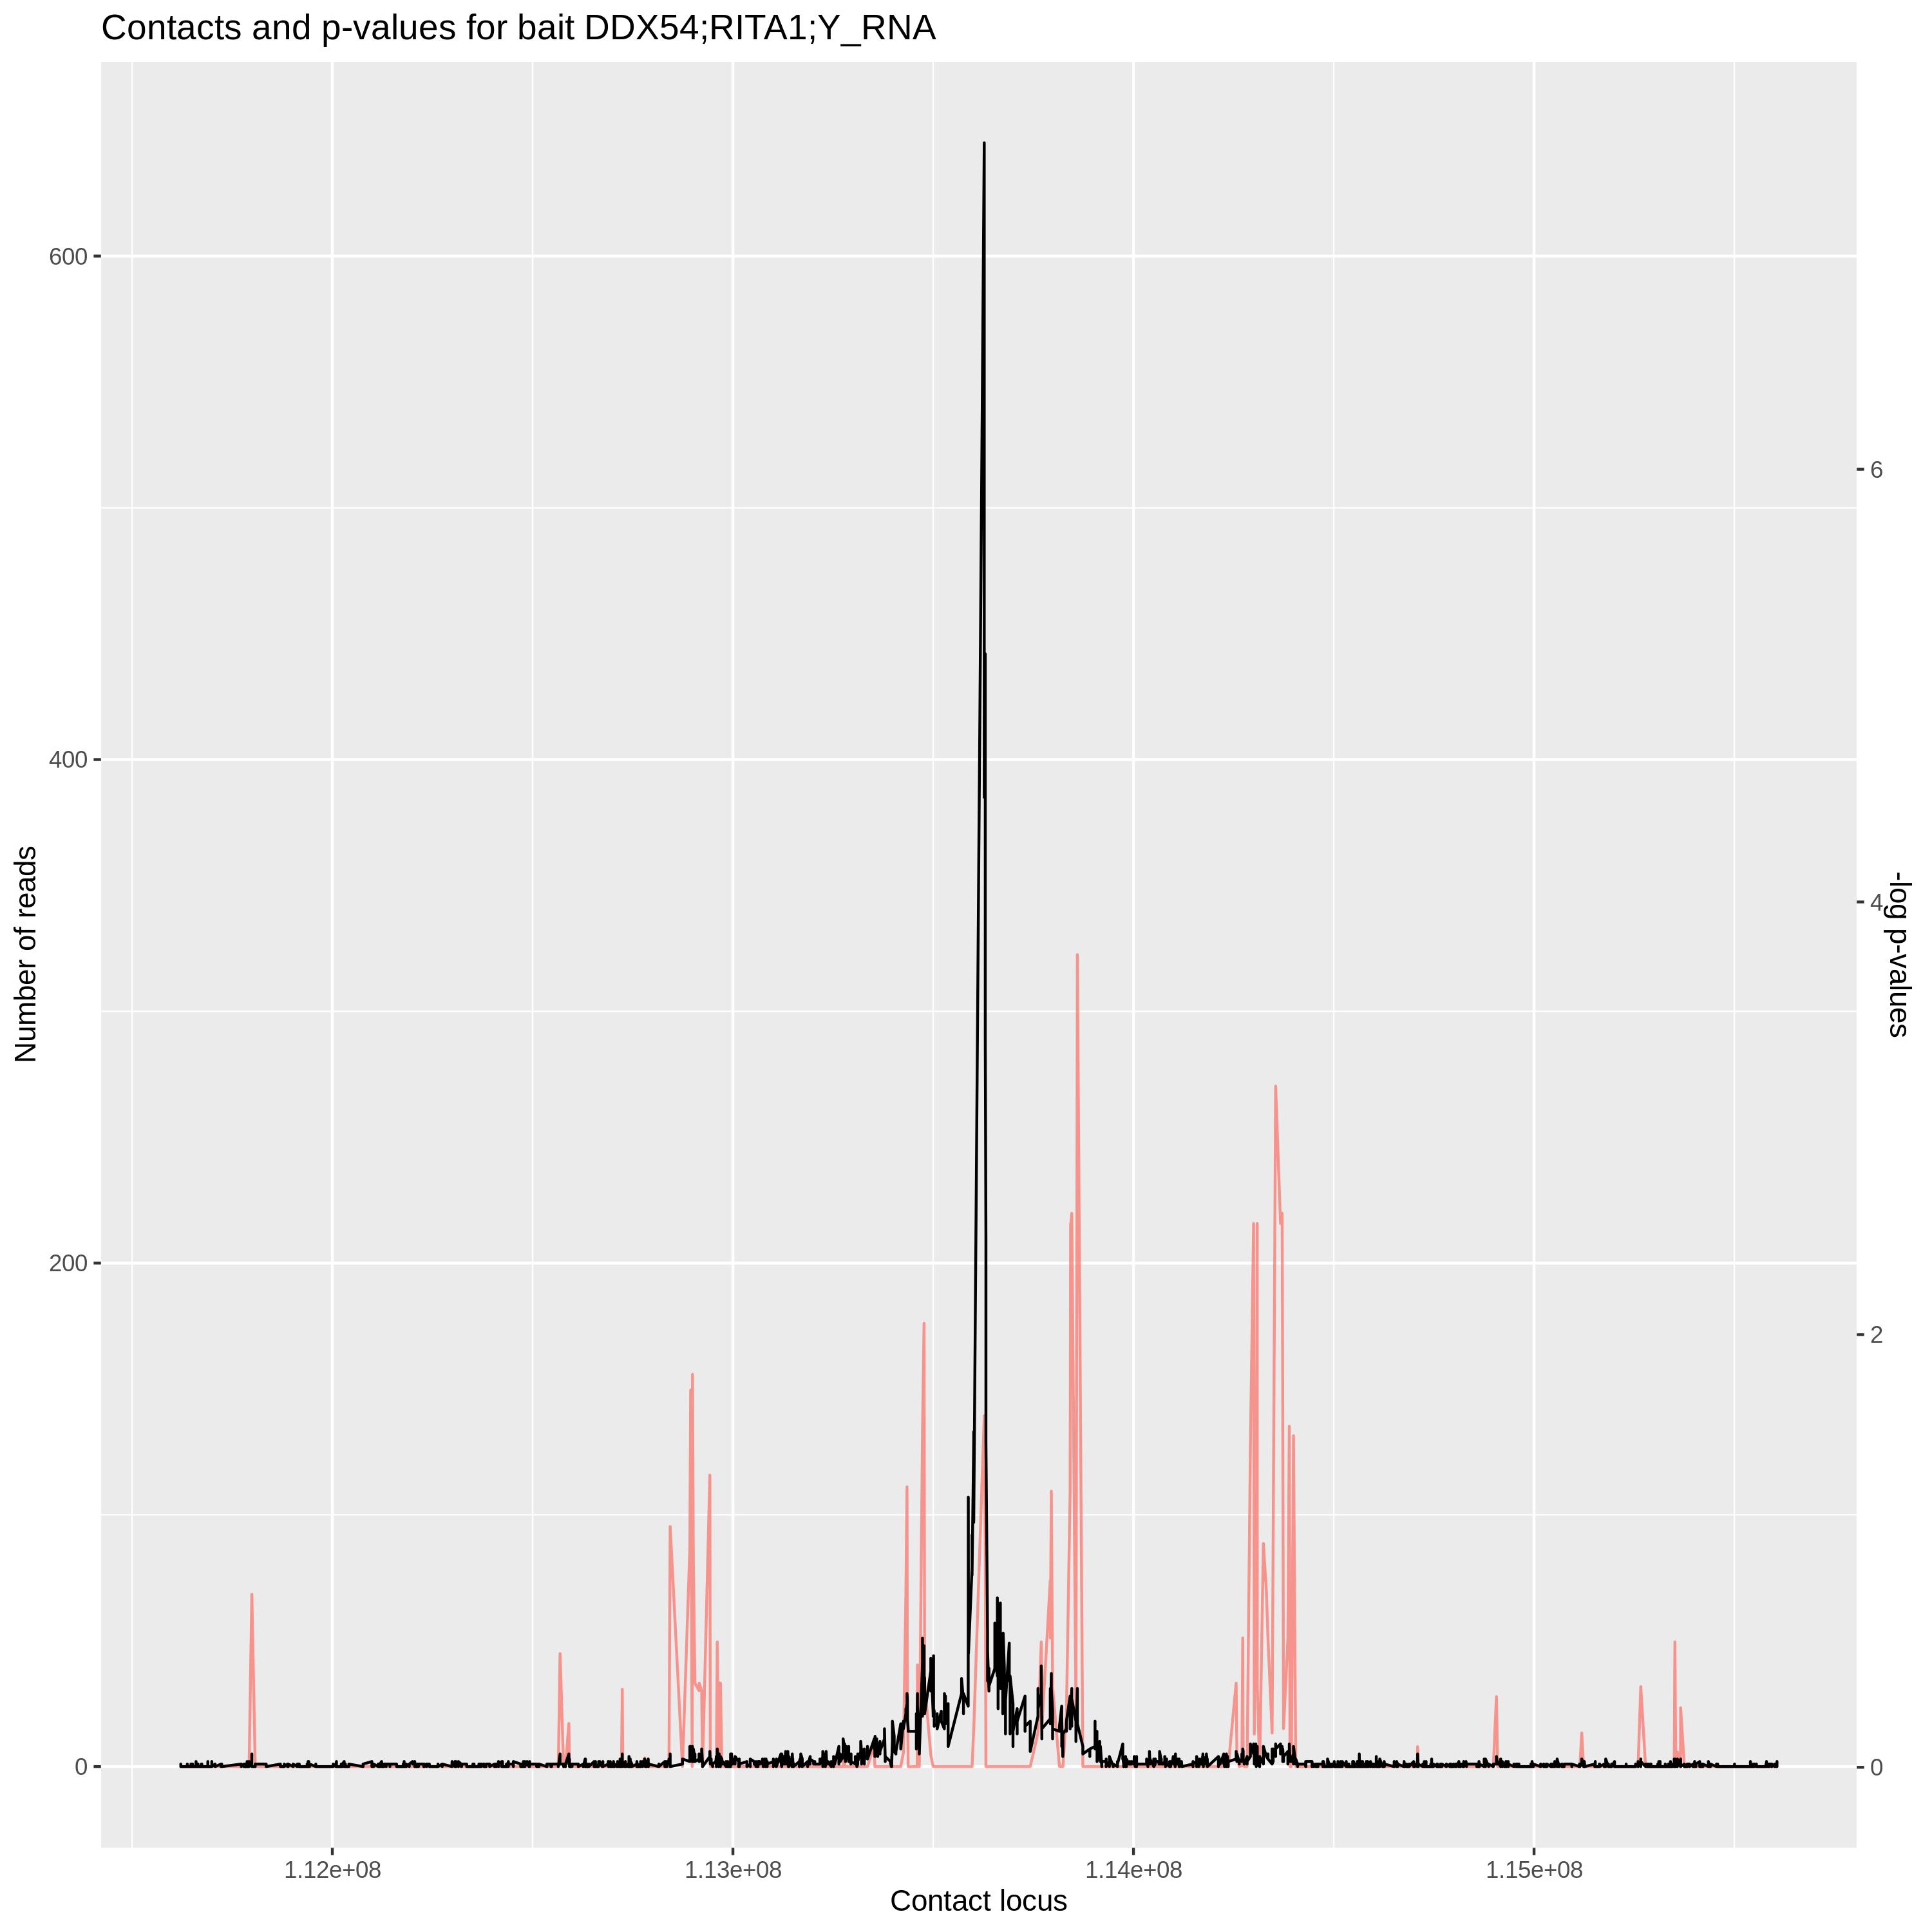 Contacts and p-values for bait DDX54;RITA1;Y_RNA
600
400
200
0
Number of reads
6
4
2
0
-log p-values
1.12e+08
1.13e+08
1.14e+08
1.15e+08
Contact locus